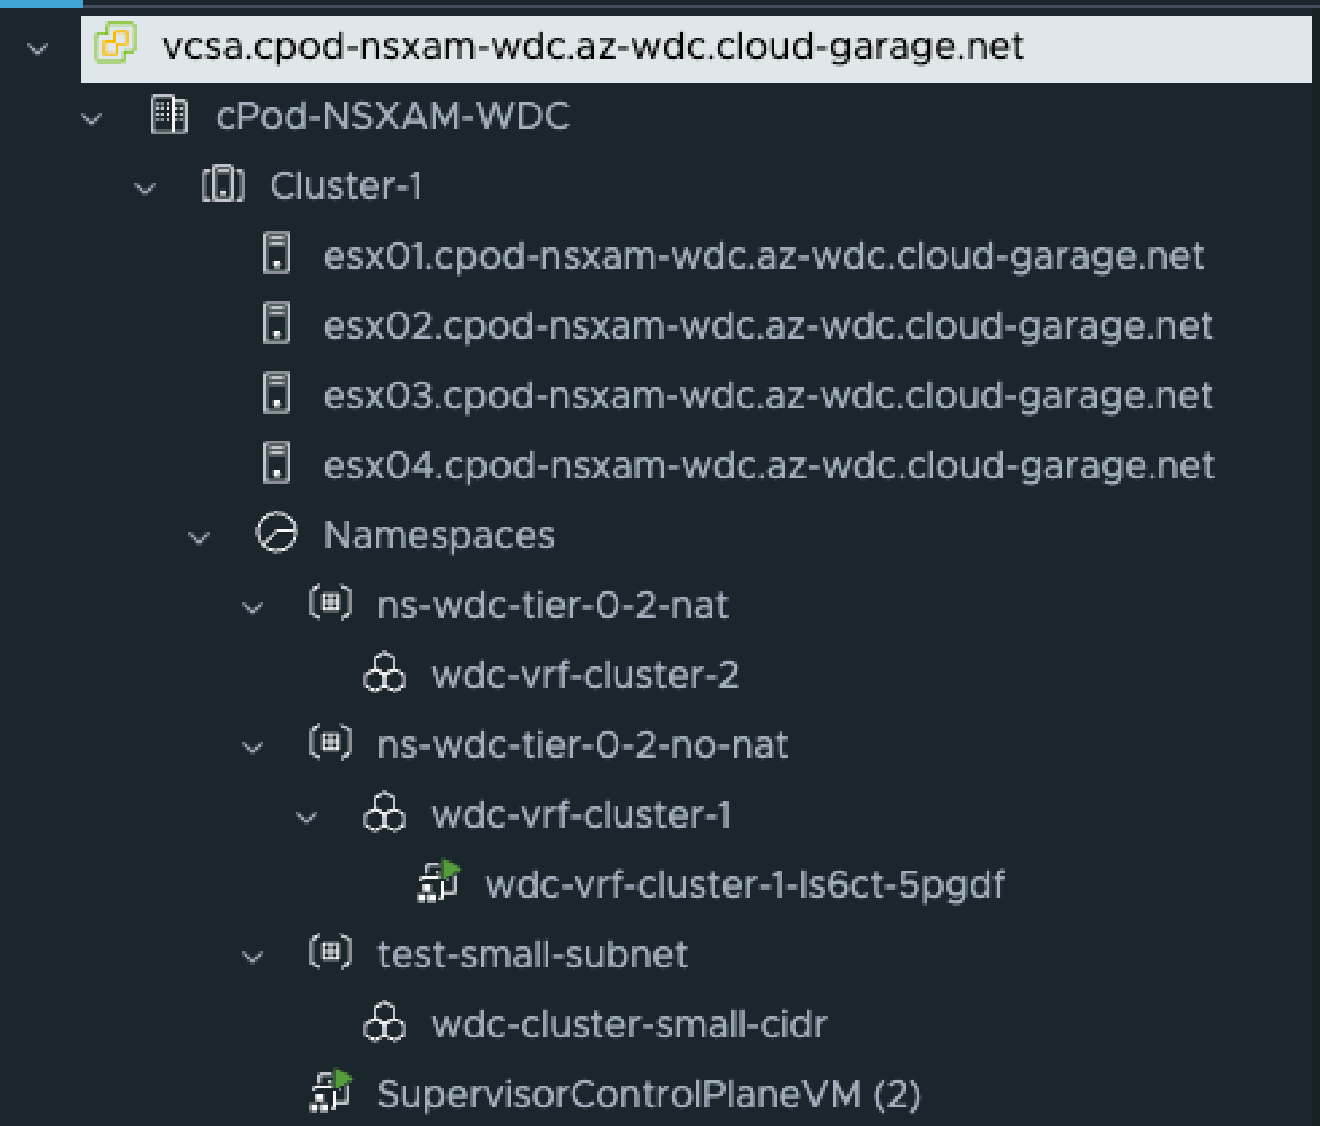 vcsa.cpod-nsxam-wdc.az-wdc.cloud-garage.net
cPod-NSXAM-WDC
Cluster-1
esx01.cpod-nsxam-wdc.az-wdc.cloud-garage.net
esx02.cpod-nsxam-wdc.az-wdc.cloud-garage.net
esx03.cpod-nsxam-wdc.az-wdc.cloud-garage.net
esx04.cpod-nsxam-wdc.az-wdc.cloud-garage.net
Namespaces
ns-wdc-tier-0-2-nat
wdc-vrf-cluster-2
ns-wdc-tier-0-2-no-nat
wdc-vrf-cluster-1
wdc-vrf-cluster-1-ls6ct-5pgdf
test-small-subnet
wdc-cluster-small-cidr
SupervisorControlPlaneVM (2)